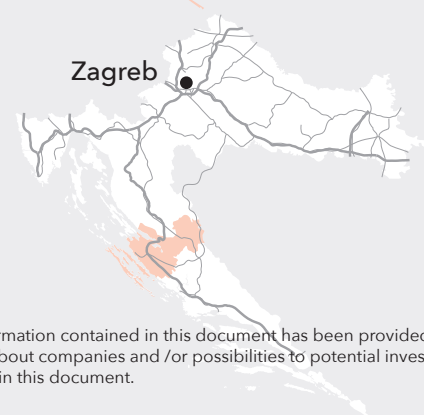 Zagreb
rmation contained in this document has been provided
bout companies and /or possibilities to potential inves
in this document.